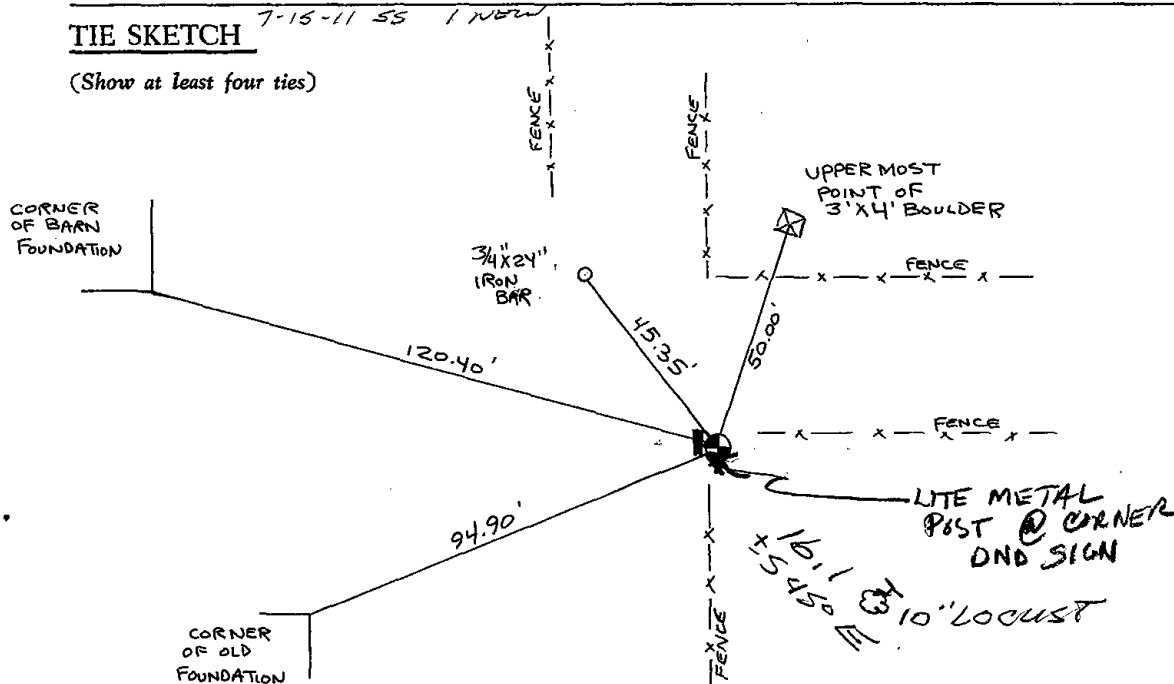 7-15-11 SS 1 NEW
TIE SKETCH
(Show at least four ties)
FENCE
FENCE
UPPER MOST
POINT OF
3'X4' BOULDER
CORNER
OF BARN
FOUNDATION
3/4"X24"
IRON
BAR
FENCE
45.35'
50.00'
120.40'
FENCE
LITE METAL
POST @ CORNER
DND SIGN
94.90'
16.1
±S45°E
10" LOCUST
FENCE
CORNER
OF OLD
FOUNDATION